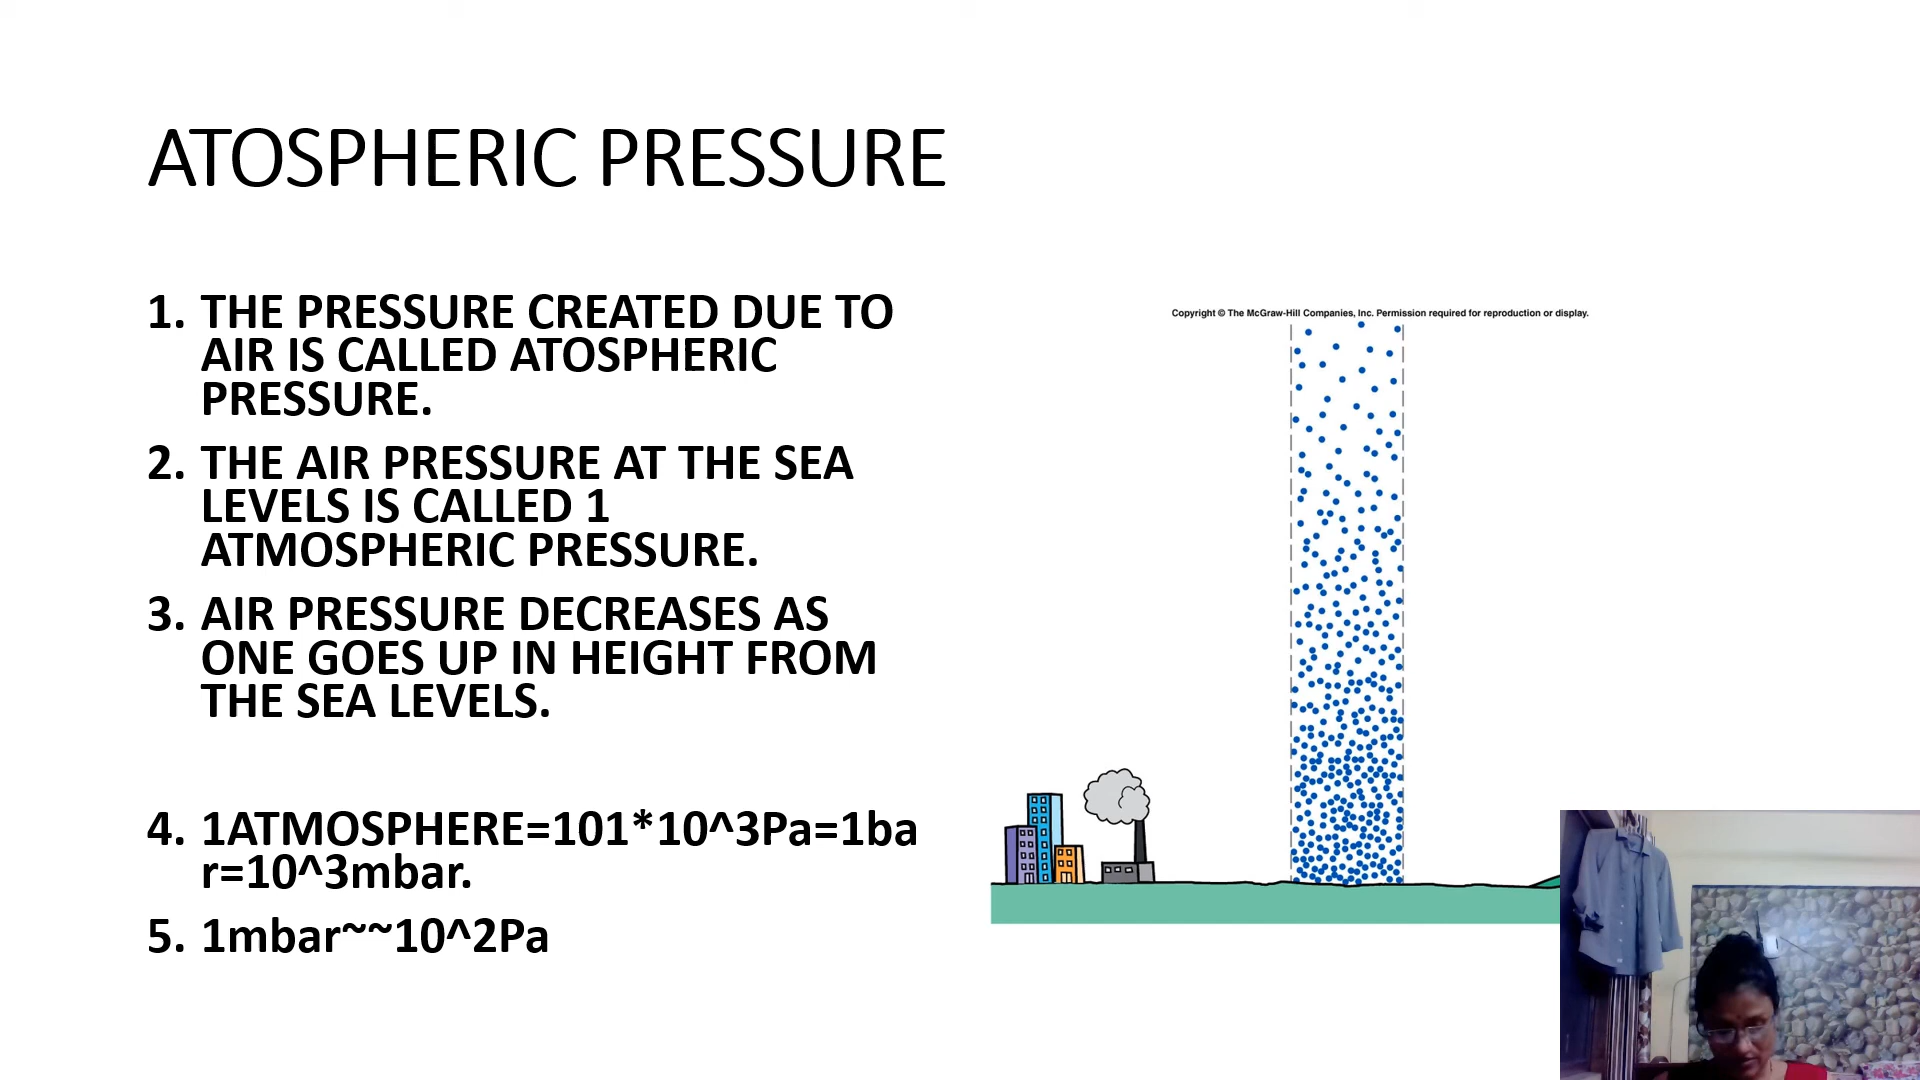 ATOSPHERIC PRESSURE
1. THE PRESSURE CREATED DUE TO
AIR IS CALLED ATOSPHERIC
PRESSURE.
2. THE AIR PRESSURE AT THE SEA
LEVELS IS CALLED 1
ATMOSPHERIC PRESSURE.
3. AIR PRESSURE DECREASES AS
ONE GOES UP IN HEIGHT FROM
THE SEA LEVELS.
4. 1ATMOSPHERE=101*10^3Pa=1ba
r=10^3mbar.
5. 1mbar~~10^2Pa
Copyright © The McGraw-Hill Companies, Inc. Permission required for reproduction or display.